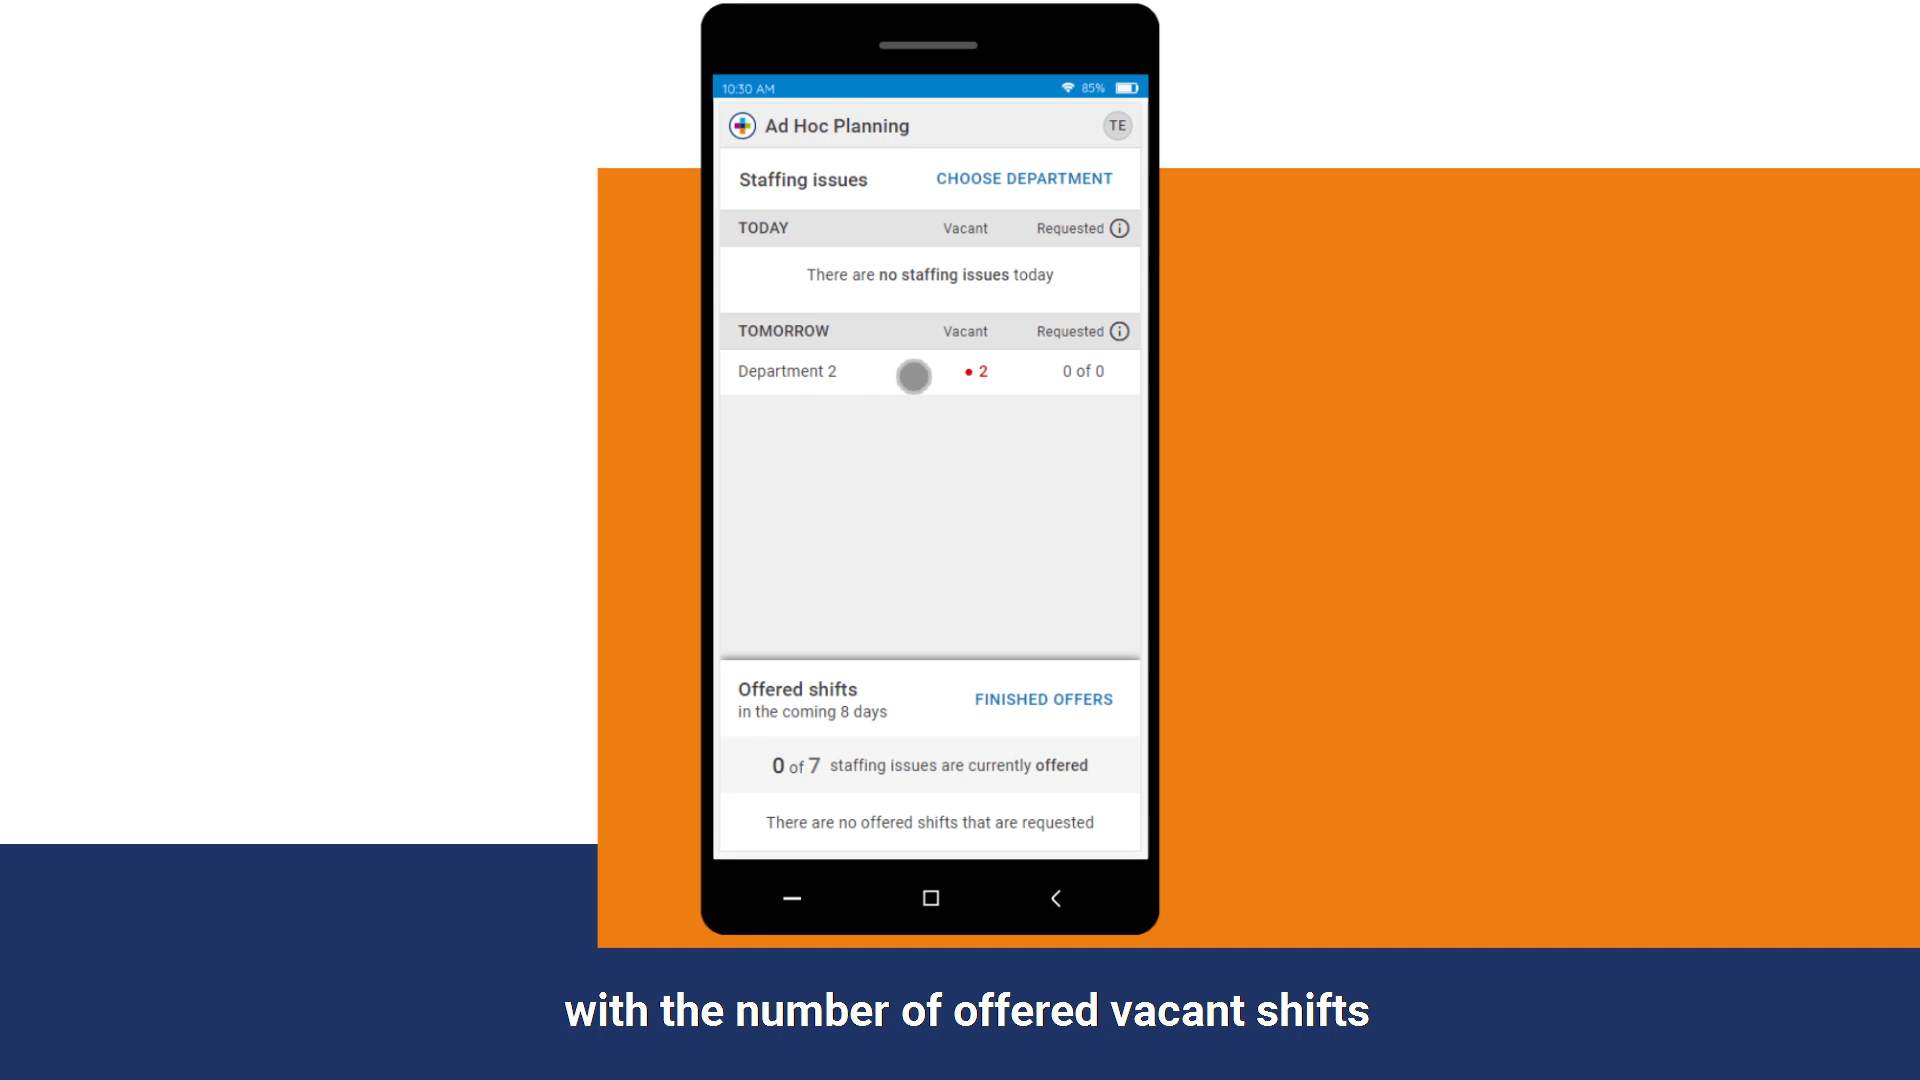 10:30 AM 85%
Ad Hoc Planning TE
Staffing issues CHOOSE DEPARTMENT
TODAY Vacant Requested
There are no staffing issues today
TOMORROW Vacant Requested
Department 2 2 0 of 0
Offered shifts
in the coming 8 days
FINISHED OFFERS
0 of 7 staffing issues are currently offered
There are no offered shifts that are requested
with the number of offered vacant shifts